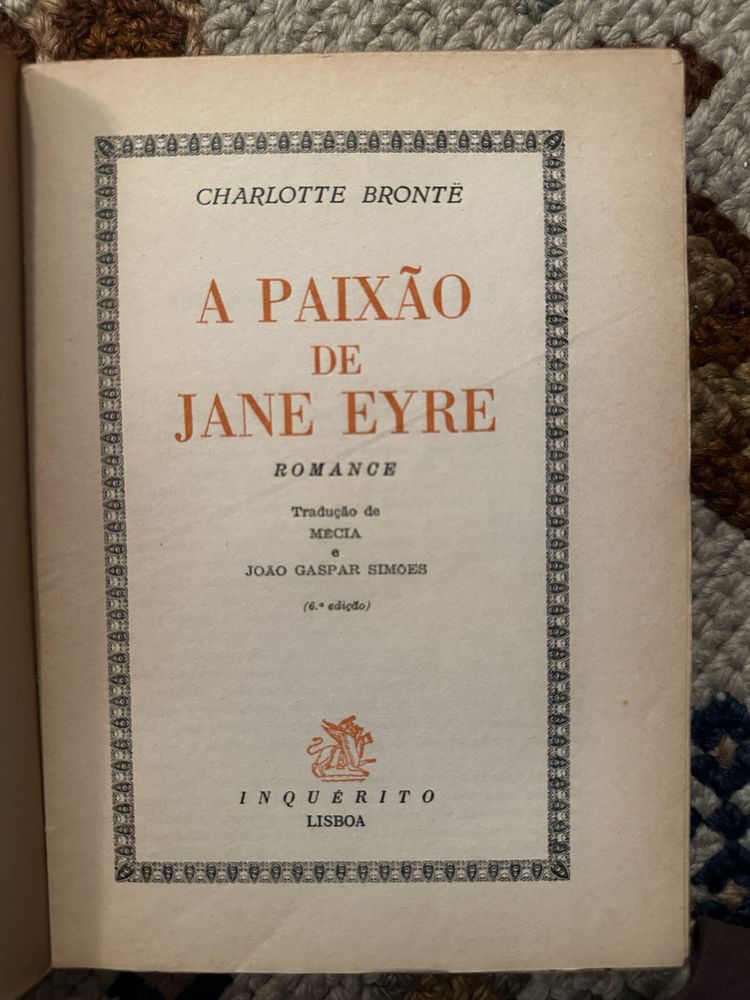 CHARLOTTE BRONTË
A PAIXÃO
DE
JANE EYRE
ROMANCE
Tradução de
MÉCIA
e
JOÃO GASPAR SIMÕES
(6.ª edição)
INQUÉRITO
LISBOA